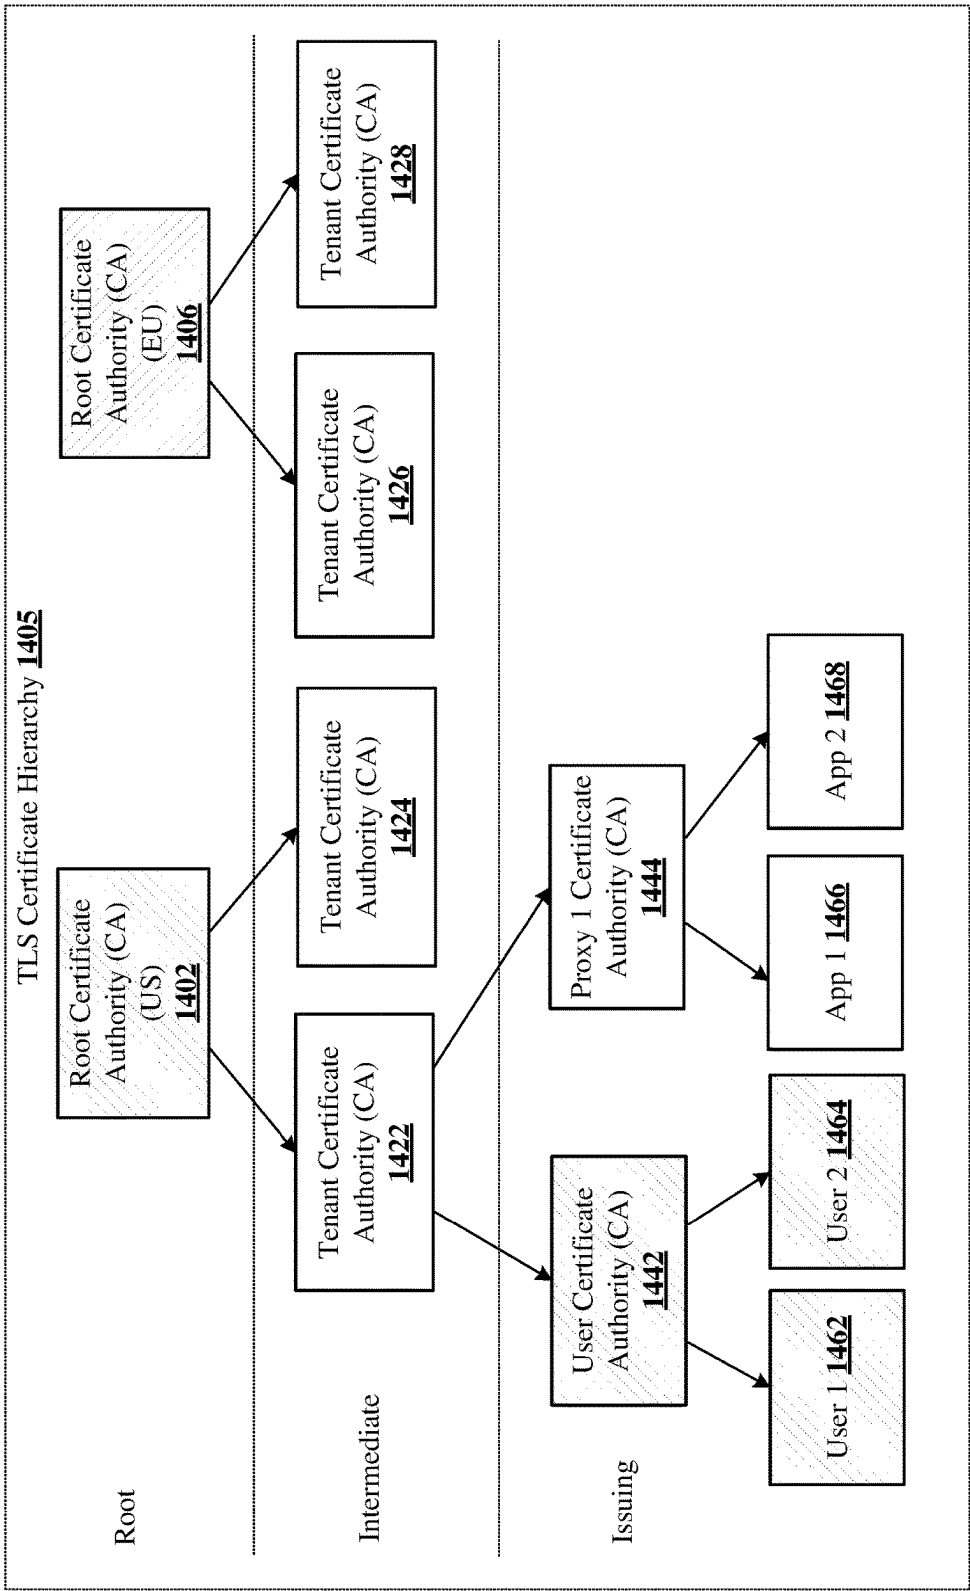 TLS Certificate Hierarchy 1405
Root
Root Certificate
Authority (CA)
(US)
1402
Root Certificate
Authority (CA)
(EU)
1406
Intermediate
Tenant Certificate
Authority (CA)
1422
Tenant Certificate
Authority (CA)
1424
Tenant Certificate
Authority (CA)
1426
Tenant Certificate
Authority (CA)
1428
Issuing
User Certificate
Authority (CA)
1442
Proxy 1 Certificate
Authority (CA)
1444
User 1 1462
User 2 1464
App 1 1466
App 2 1468